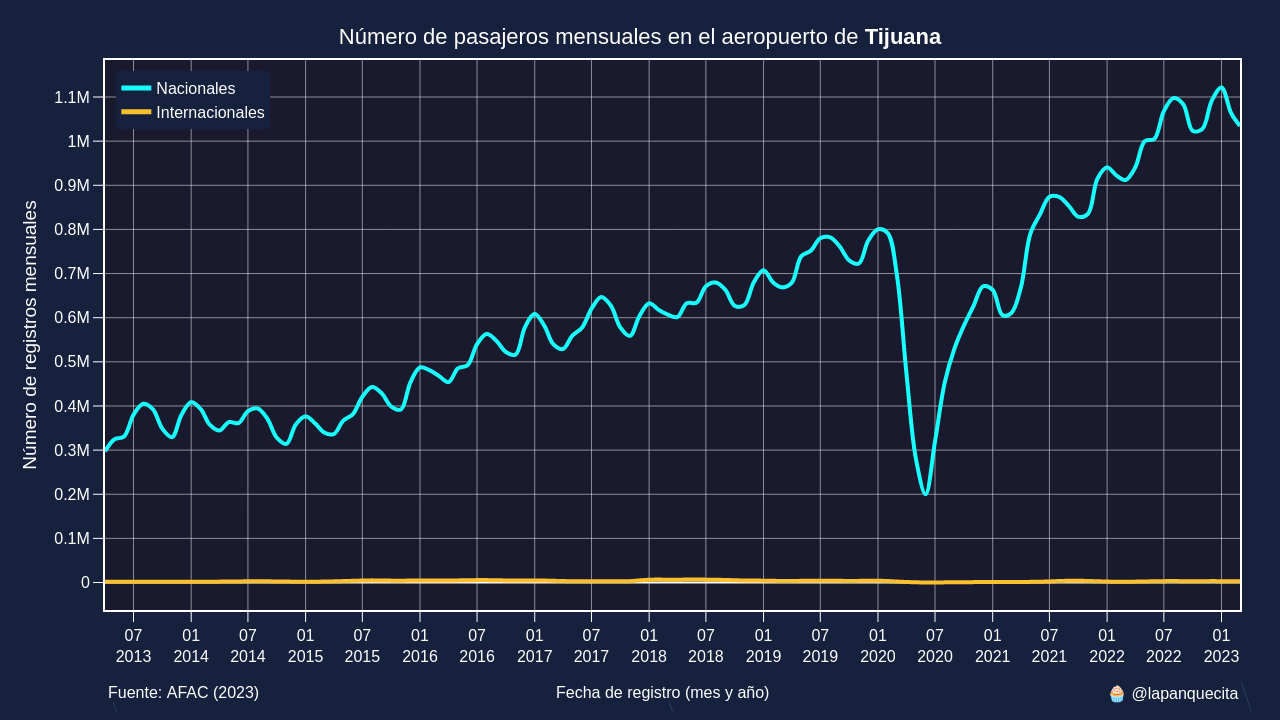 Número de pasajeros mensuales en el aeropuerto de Tijuana
Nacionales
Internacionales
Número de registros mensuales
1.1M
1M
0.9M
0.8M
0.7M
0.6M
0.5M
0.4M
0.3M
0.2M
0.1M
0
07 01 07 01 07 01 07 01 07 01 07 01 07 01 07 01 07 01 07 01
2013 2014 2014 2015 2015 2016 2016 2017 2017 2018 2018 2019 2019 2020 2020 2021 2021 2022 2022 2023
Fuente: AFAC (2023)
Fecha de registro (mes y año)
🧁 @lapanquecita